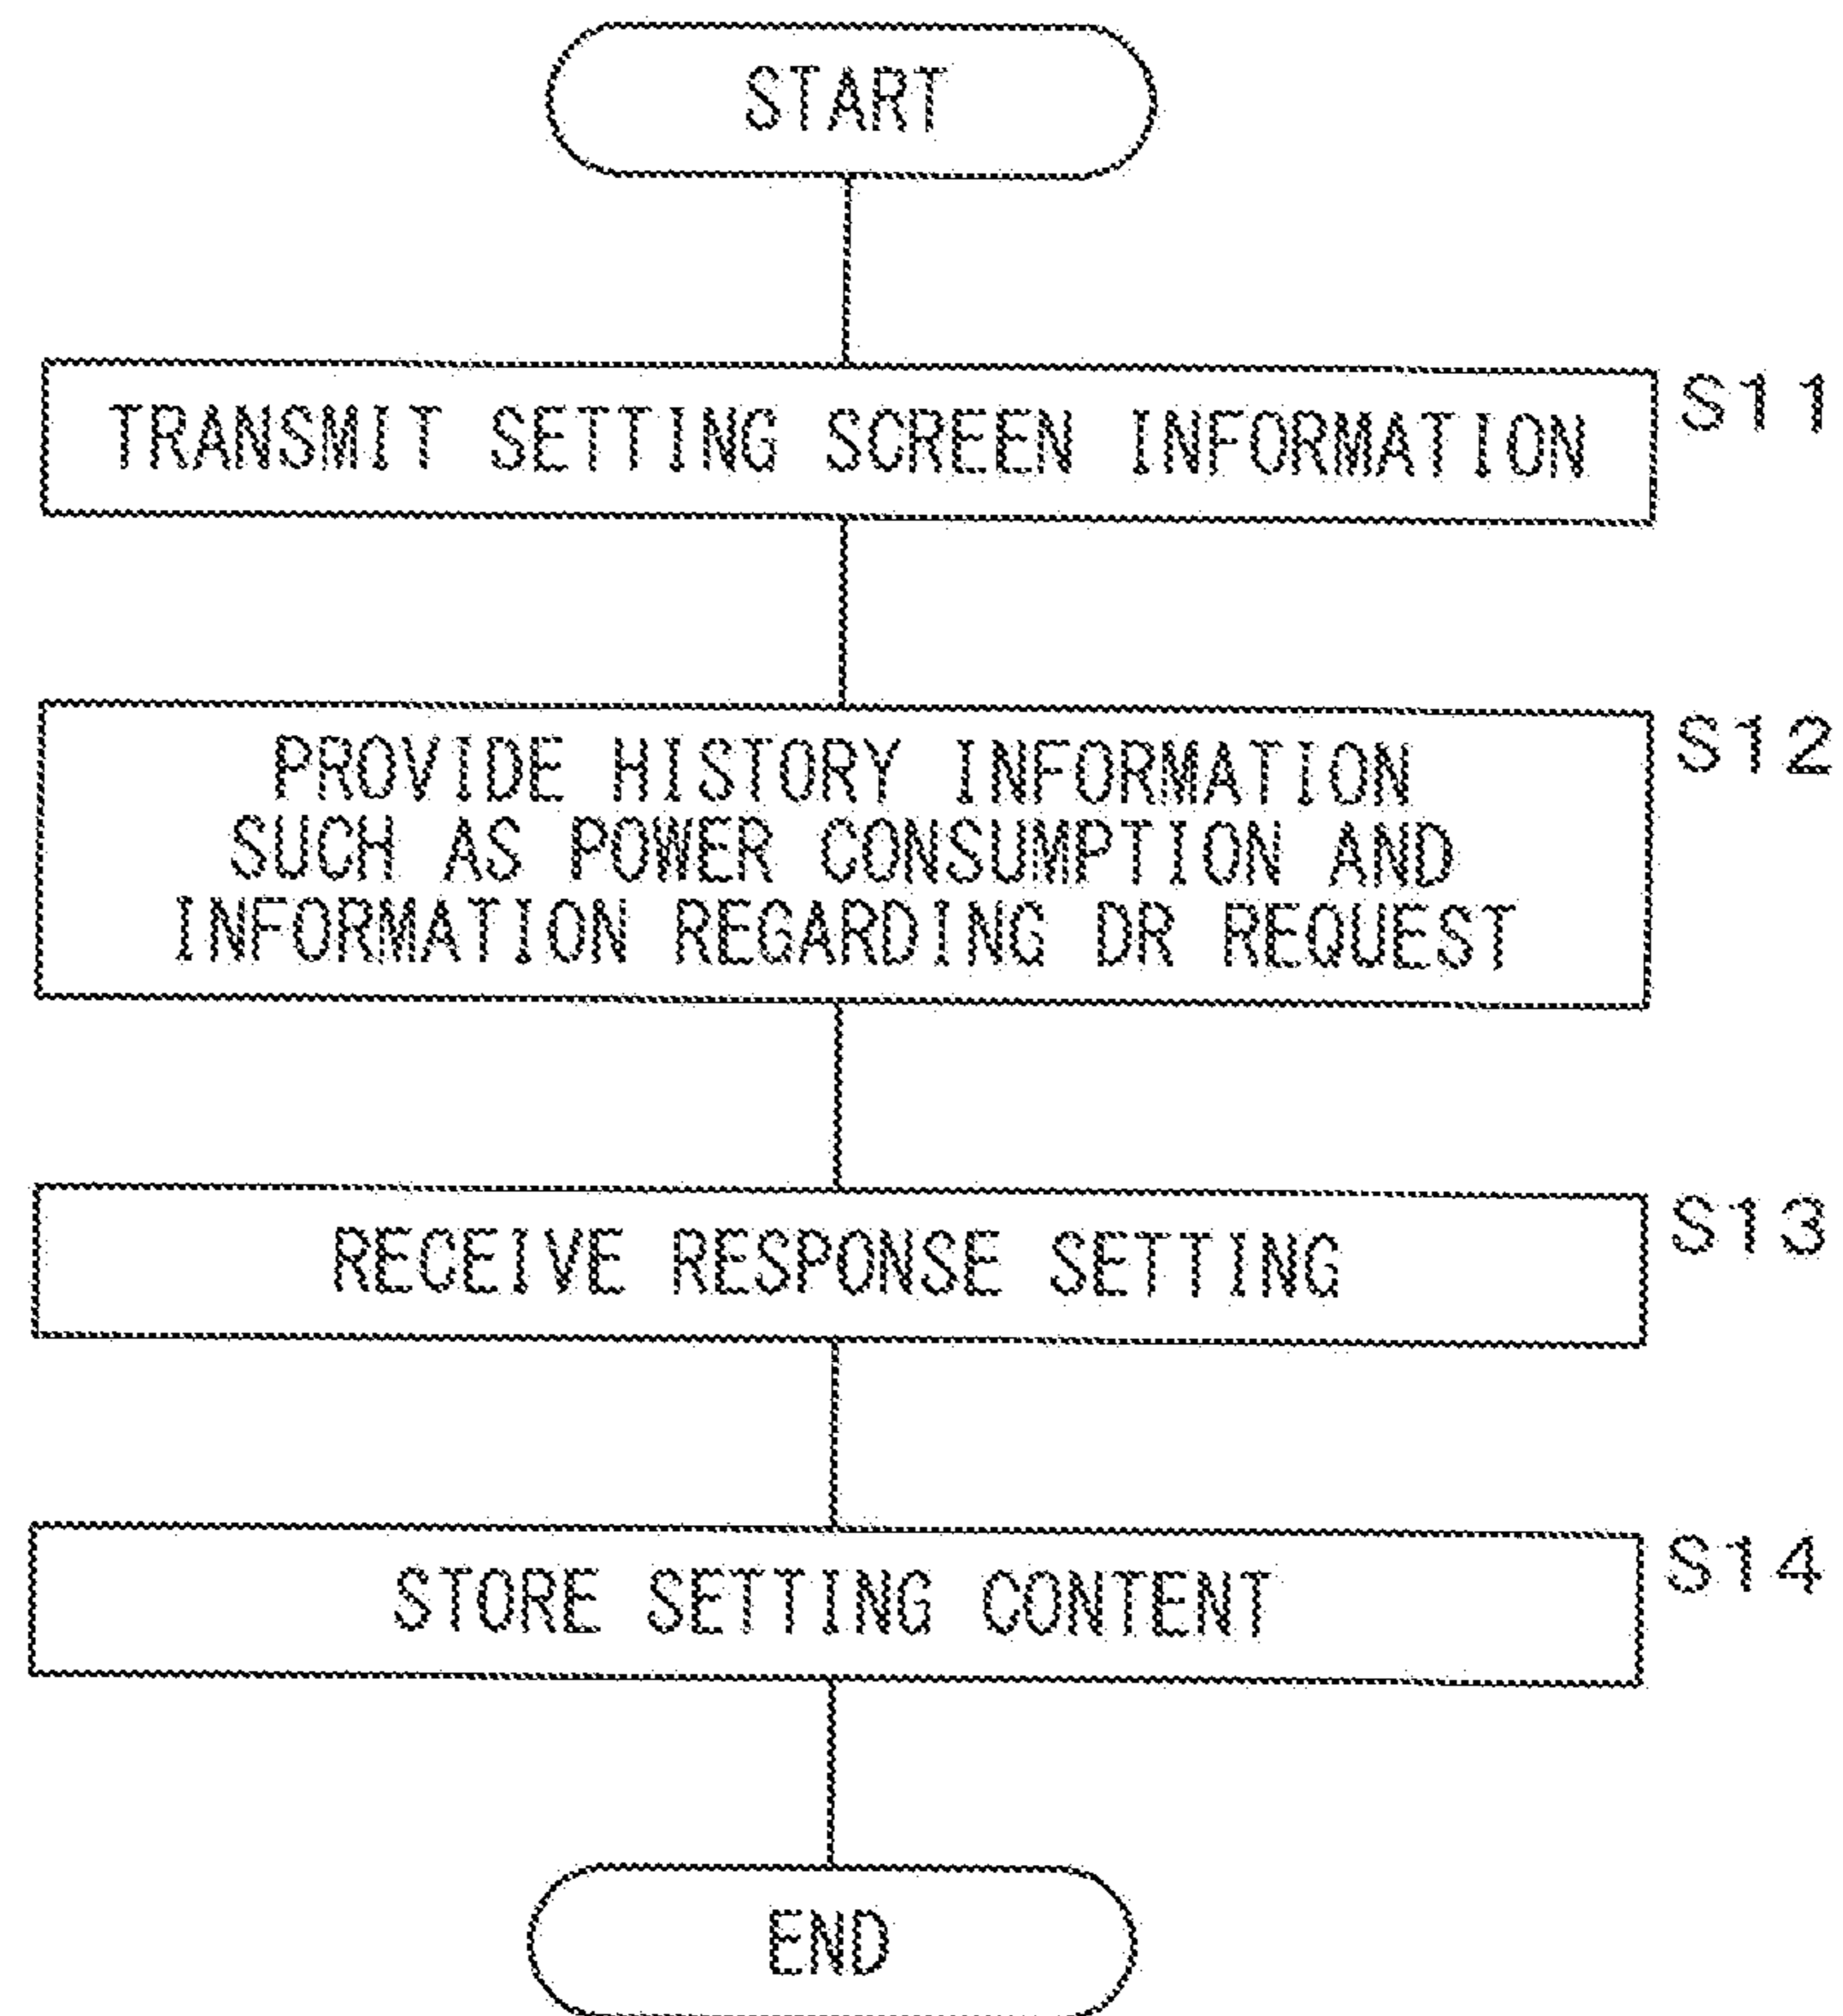 START
TRANSMIT SETTING SCREEN INFORMATION
S11
PROVIDE HISTORY INFORMATION
SUCH AS POWER CONSUMPTION AND
INFORMATION REGARDING DR REQUEST
S12
RECEIVE RESPONSE SETTING
S13
STORE SETTING CONTENT
S14
END